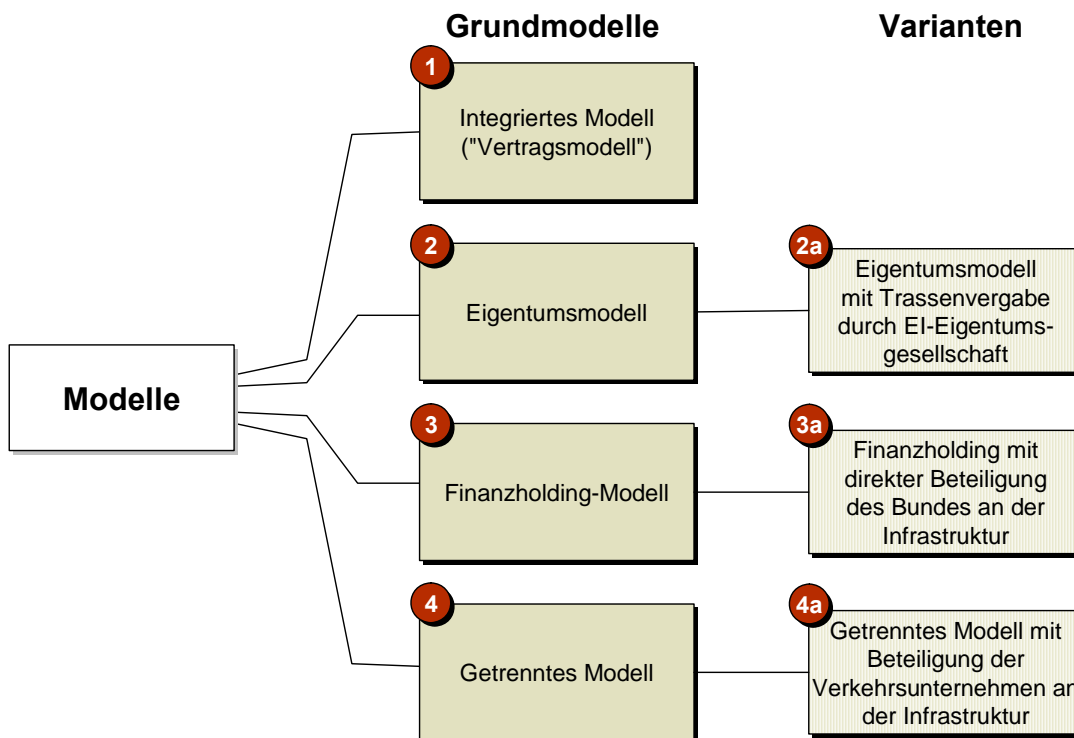 Grundmodelle
Varianten
1
Integriertes Modell
("Vertragsmodell")
2
Eigentumsmodell
2a
Eigentumsmodell
mit Trassenvergabe
durch EI-Eigentums-
gesellschaft
Modelle
3
Finanzholding-Modell
3a
Finanzholding mit
direkter Beteiligung
des Bundes an der
Infrastruktur
4
Getrenntes Modell
4a
Getrenntes Modell mit
Beteiligung der
Verkehrsunternehmen an
der Infrastruktur